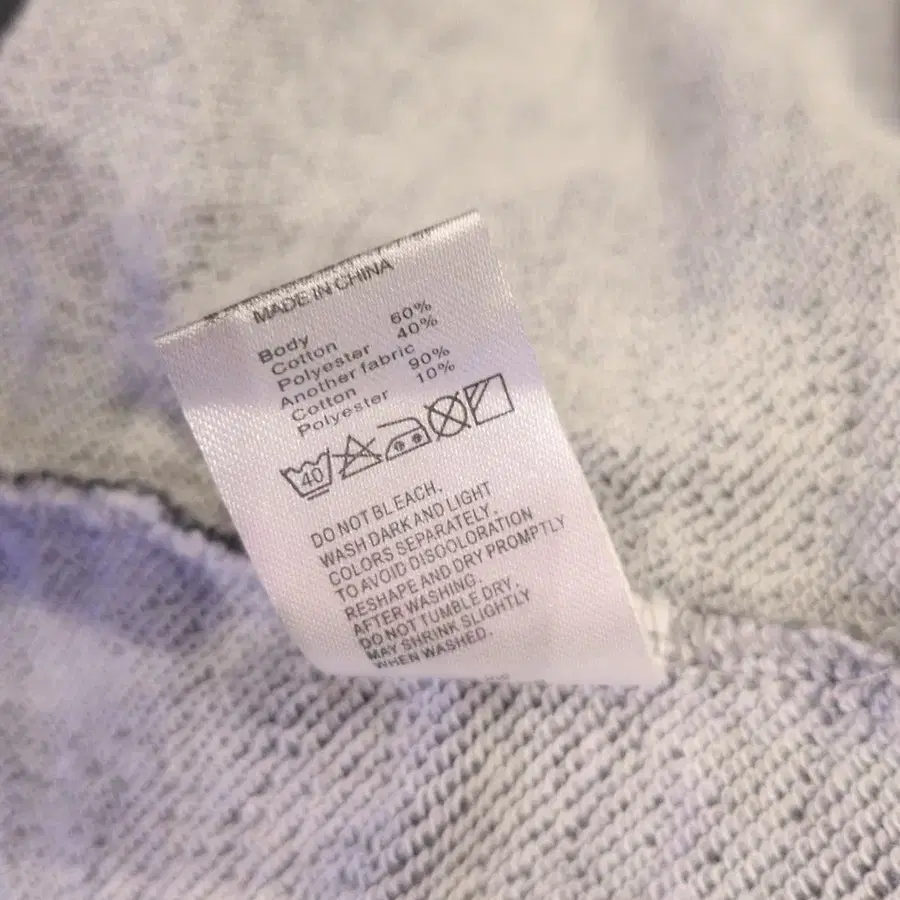 MADE IN CHINA
Body
Cotton 60%
Polyester 40%
Another fabric
Cotton 90%
Polyester 10%
40
DO NOT BLEACH.
WASH DARK AND LIGHT
COLORS SEPARATELY.
TO AVOID DISOOLORATION
RESHAPE AND DRY PROMPTLY
AFTER WASHING.
DO NOT TUMBLE DRY.
MAY SHRINK SLIGHTLY
WHEN WASHED.